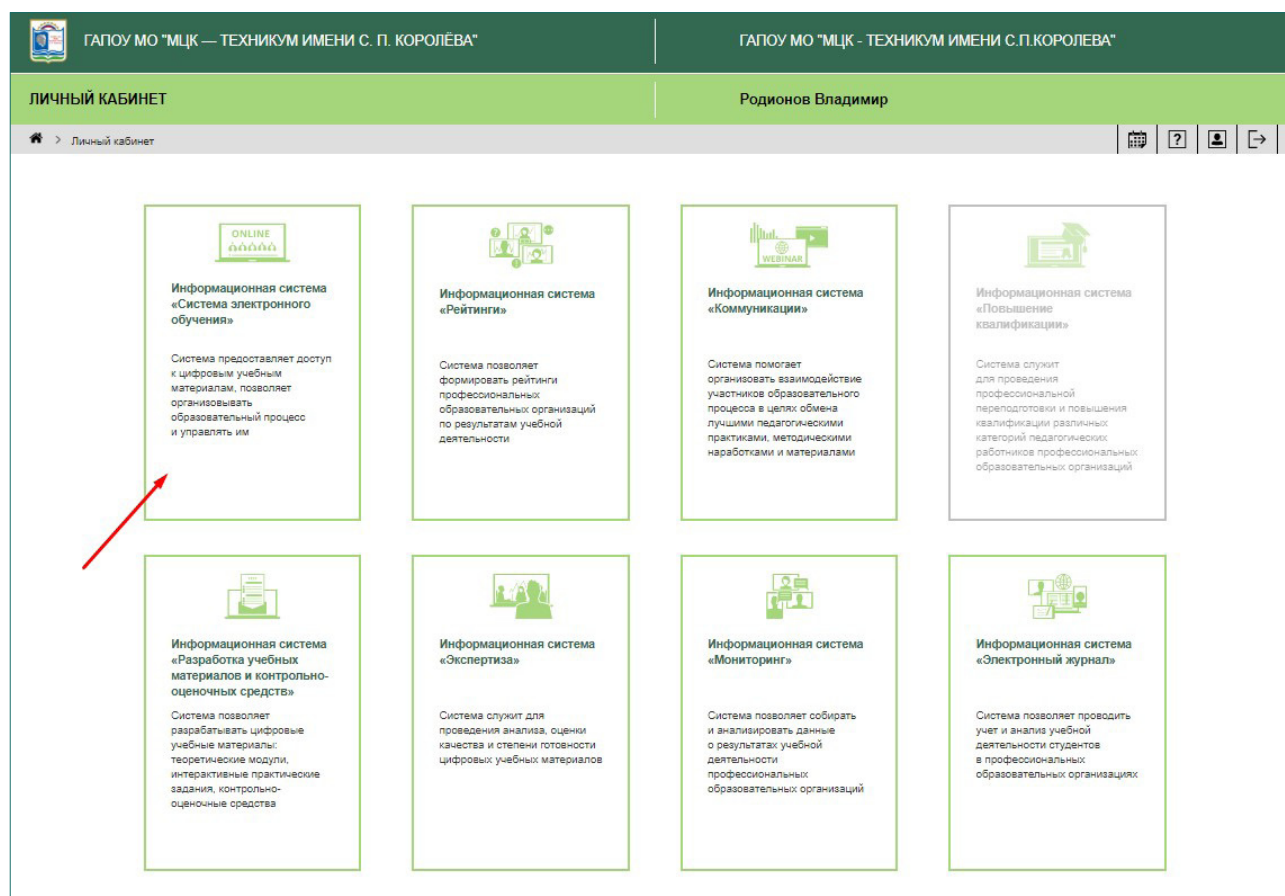 ГАПОУ МО "МЦК — ТЕХНИКУМ ИМЕНИ С. П. КОРОЛЁВА"
ГАПОУ МО "МЦК - ТЕХНИКУМ ИМЕНИ С.П.КОРОЛЕВА"
ЛИЧНЫЙ КАБИНЕТ
Родионов Владимир
> Личный кабинет
?
ONLINE
Информационная система
«Система электронного
обучения»
Система предоставляет доступ
к цифровым учебным
материалам, позволяет
организовывать
образовательный процесс
и управлять им
Информационная система
«Рейтинги»
Система позволяет
формировать рейтинги
профессиональных
образовательных организаций
по результатам учебной
деятельности
WEBINAR
Информационная система
«Коммуникации»
Система помогает
организовать взаимодействие
участников образовательного
процесса в целях обмена
лучшими педагогическими
практиками, методическими
наработками и материалами
Информационная система
«Повышение
квалификации»
Система служит
для проведения
профессиональной
переподготовки и повышения
квалификации различных
категорий педагогических
работников профессиональных
образовательных организаций
Информационная система
«Разработка учебных
материалов и контрольно-
оценочных средств»
Система позволяет
разрабатывать цифровые
учебные материалы:
теоретические модули,
интерактивные практические
задания, контрольно-
оценочные средства
Информационная система
«Экспертиза»
Система служит для
проведения анализа, оценки
качества и степени готовности
цифровых учебных материалов
Информационная система
«Мониторинг»
Система позволяет собирать
и анализировать данные
о результатах учебной
деятельности
профессиональных
образовательных организаций
Информационная система
«Электронный журнал»
Система позволяет проводить
учет и анализ учебной
деятельности студентов
в профессиональных
образовательных организациях